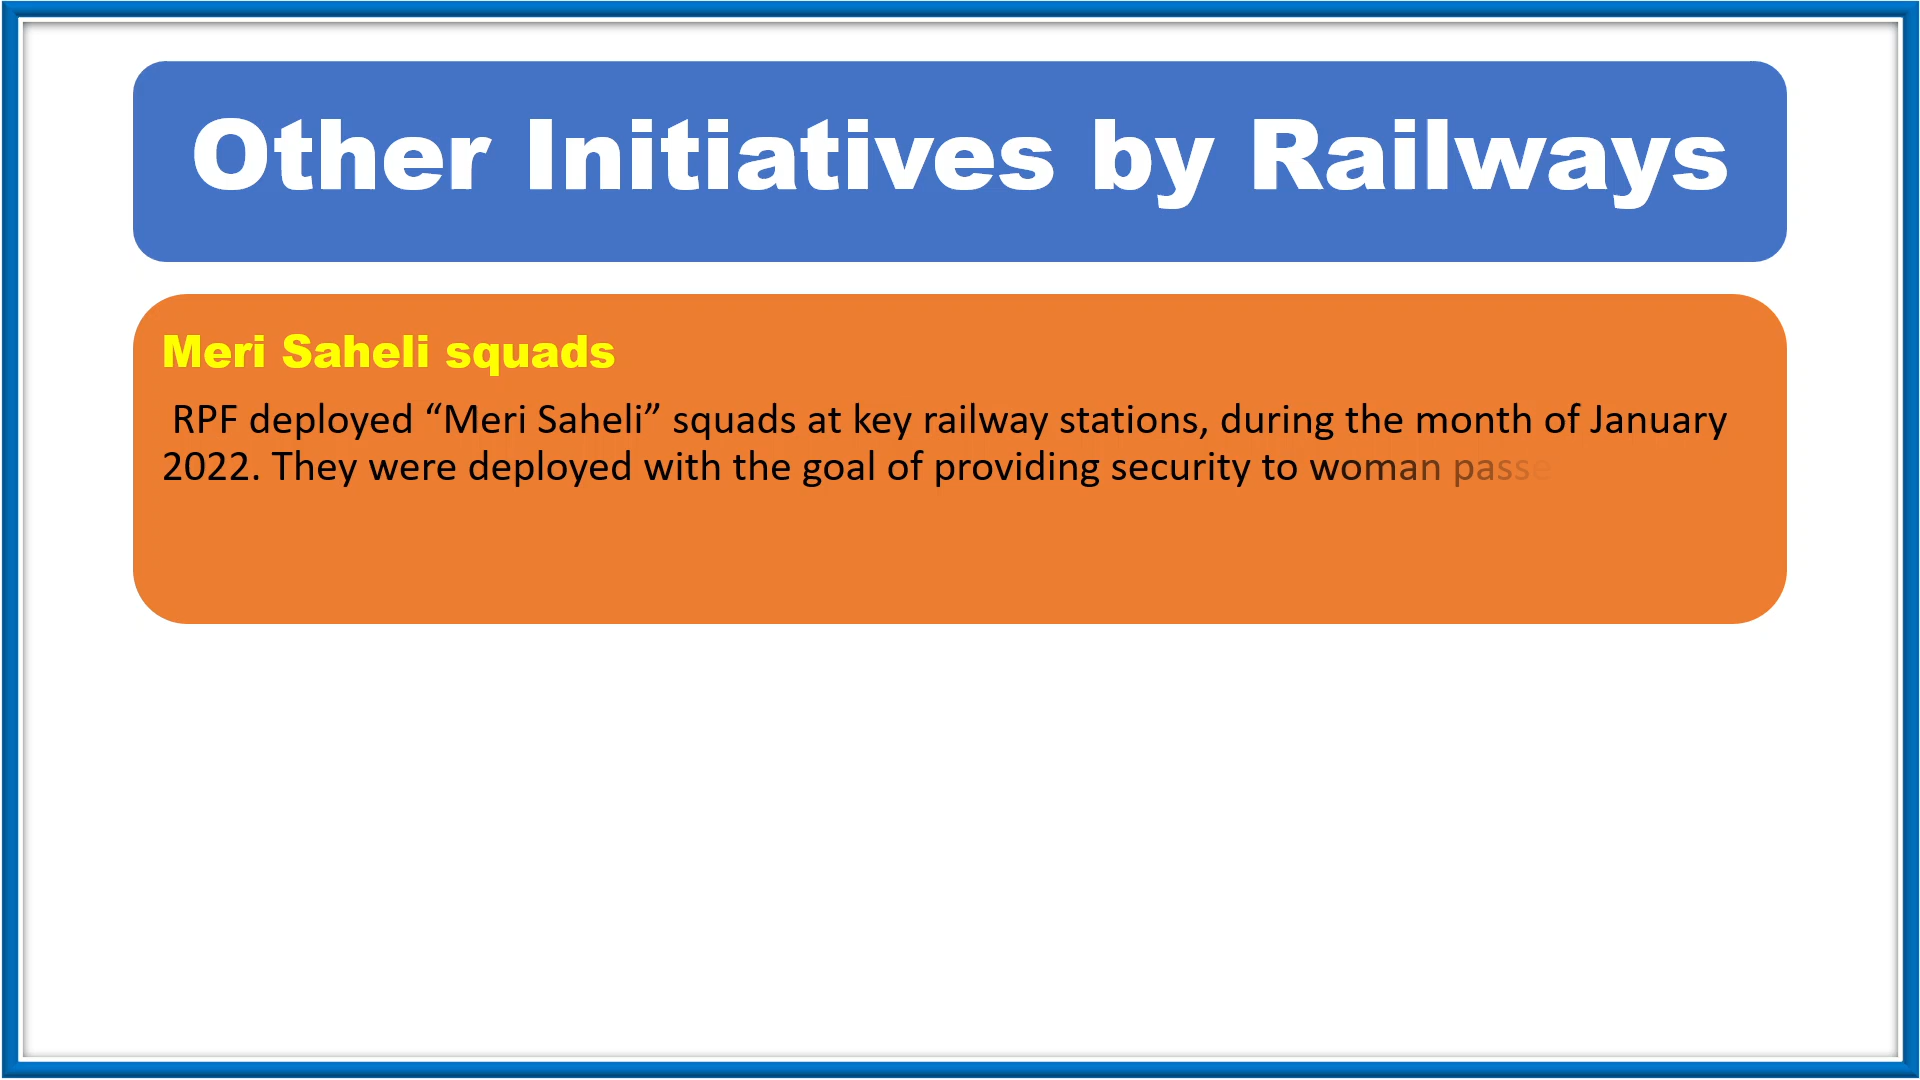 Other Initiatives by Railways
Meri Saheli squads
RPF deployed “Meri Saheli” squads at key railway stations, during the month of January
2022. They were deployed with the goal of providing security to woman passe